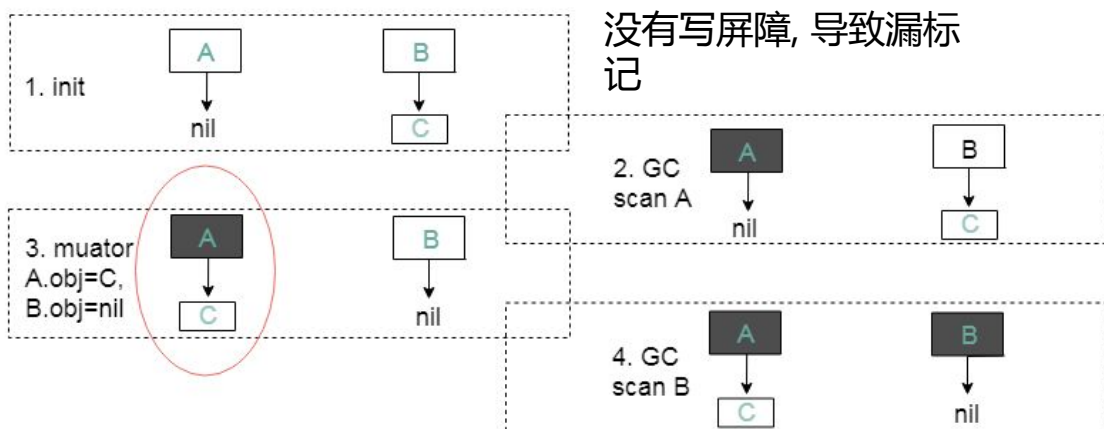 没有写屏障, 导致漏标
记
1. init
A
B
nil
C
2. GC
scan A
A
B
nil
C
3. muator
A.obj=C,
B.obj=nil
A
B
C
nil
4. GC
scan B
A
B
C
nil